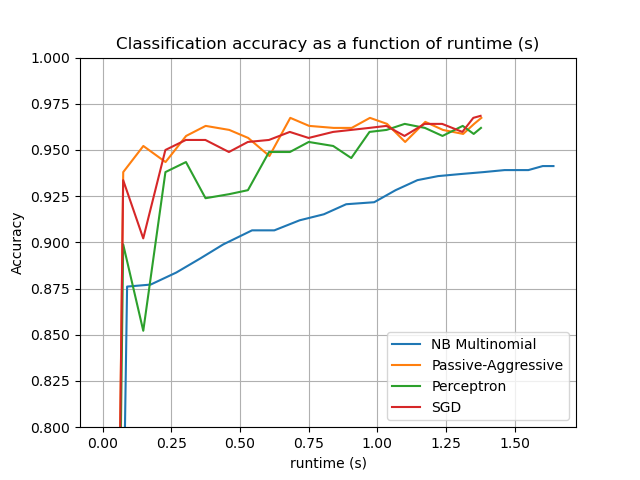 Classification accuracy as a function of runtime (s)
1.000
0.975
0.950
0.925
0.900
0.875
0.850
0.825
0.800
Accuracy
NB Multinomial
Passive-Aggressive
Perceptron
SGD
0.00 0.25 0.50 0.75 1.00 1.25 1.50
runtime (s)